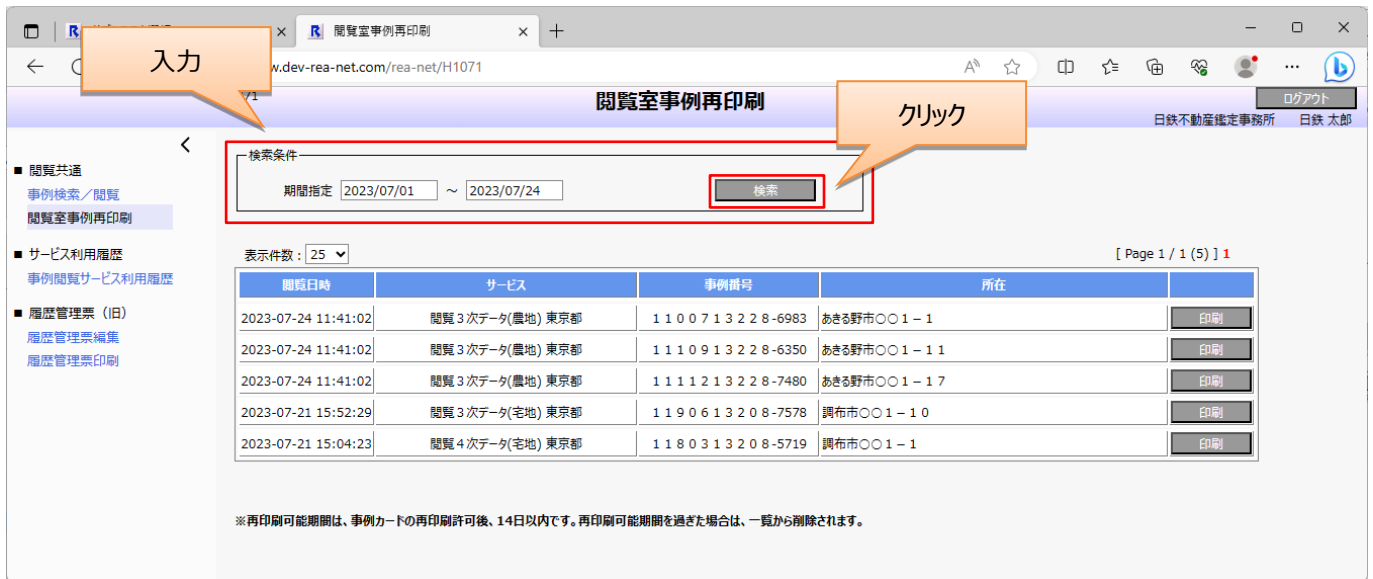 閲覧室事例再印刷
入力
w.dev-rea-net.com/rea-net/H1071
閲覧室事例再印刷
ログアウト
クリック
日鉄不動産鑑定事務所 日鉄 太郎
検索条件
期間指定 2023/07/01 ～ 2023/07/24 検索
■ 閲覧共通
事例検索／閲覧
閲覧室事例再印刷
■ サービス利用履歴
事例閲覧サービス利用履歴
■ 履歴管理票（旧）
履歴管理票編集
履歴管理票印刷
表示件数：25 [ Page 1 / 1 (5) ] 1
閲覧日時 サービス 事例番号 所在
2023-07-24 11:41:02 閲覧３次データ(農地) 東京都 １１００７１３２２８-6983 あきる野市○○１－１ 印刷
2023-07-24 11:41:02 閲覧３次データ(農地) 東京都 １１１０９１３２２８-6350 あきる野市○○１－１１ 印刷
2023-07-24 11:41:02 閲覧３次データ(農地) 東京都 １１１１２１３２２８-7480 あきる野市○○１－１７ 印刷
2023-07-21 15:52:29 閲覧３次データ(宅地) 東京都 １１９０６１３２０８-7578 調布市○○１－１０ 印刷
2023-07-21 15:04:23 閲覧４次データ(宅地) 東京都 １１８０３１３２０８-5719 調布市○○１－１ 印刷
※再印刷可能期間は、事例カードの再印刷許可後、14日以内です。再印刷可能期間を過ぎた場合は、一覧から削除されます。